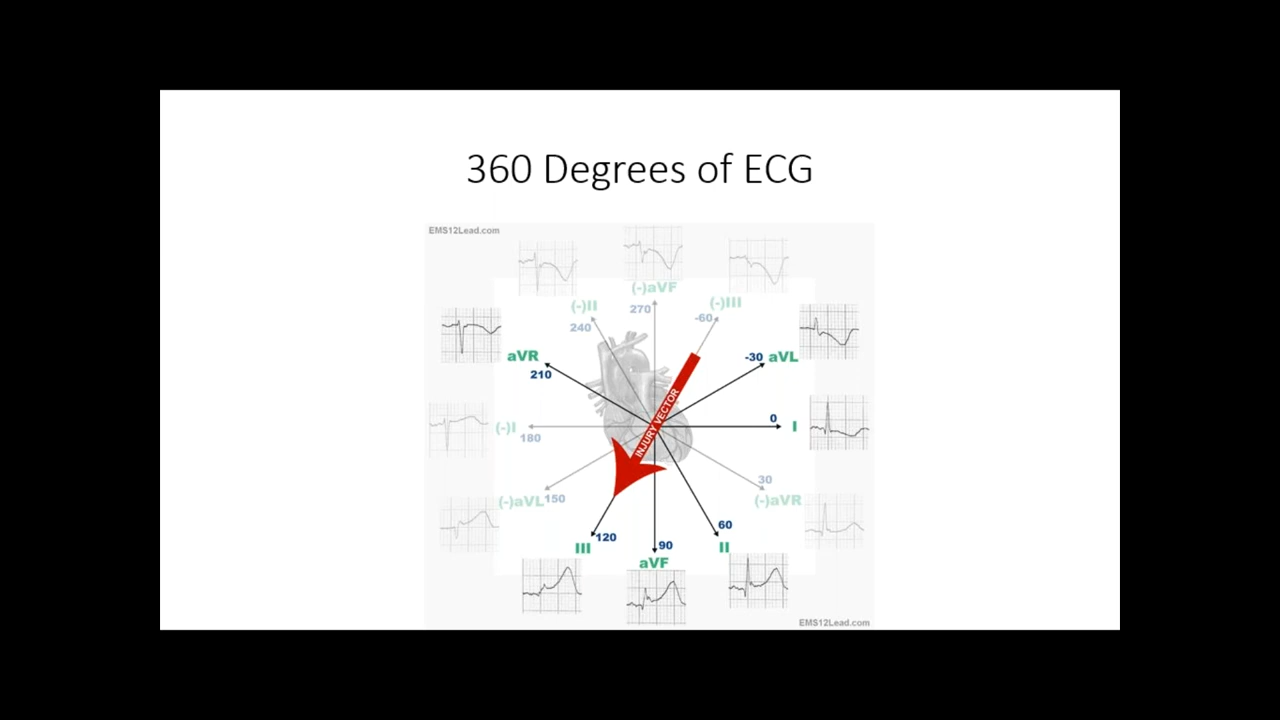 360 Degrees of ECG
EMS12Lead.com
(-)aVF
270
(-)II
240
(-)III
-60
aVR
210
-30 aVL
INJURY VECTOR
0
I
(-)I
180
30
(-)aVR
(-)aVL 150
60
II
120
III
90
aVF
EMS12Lead.com